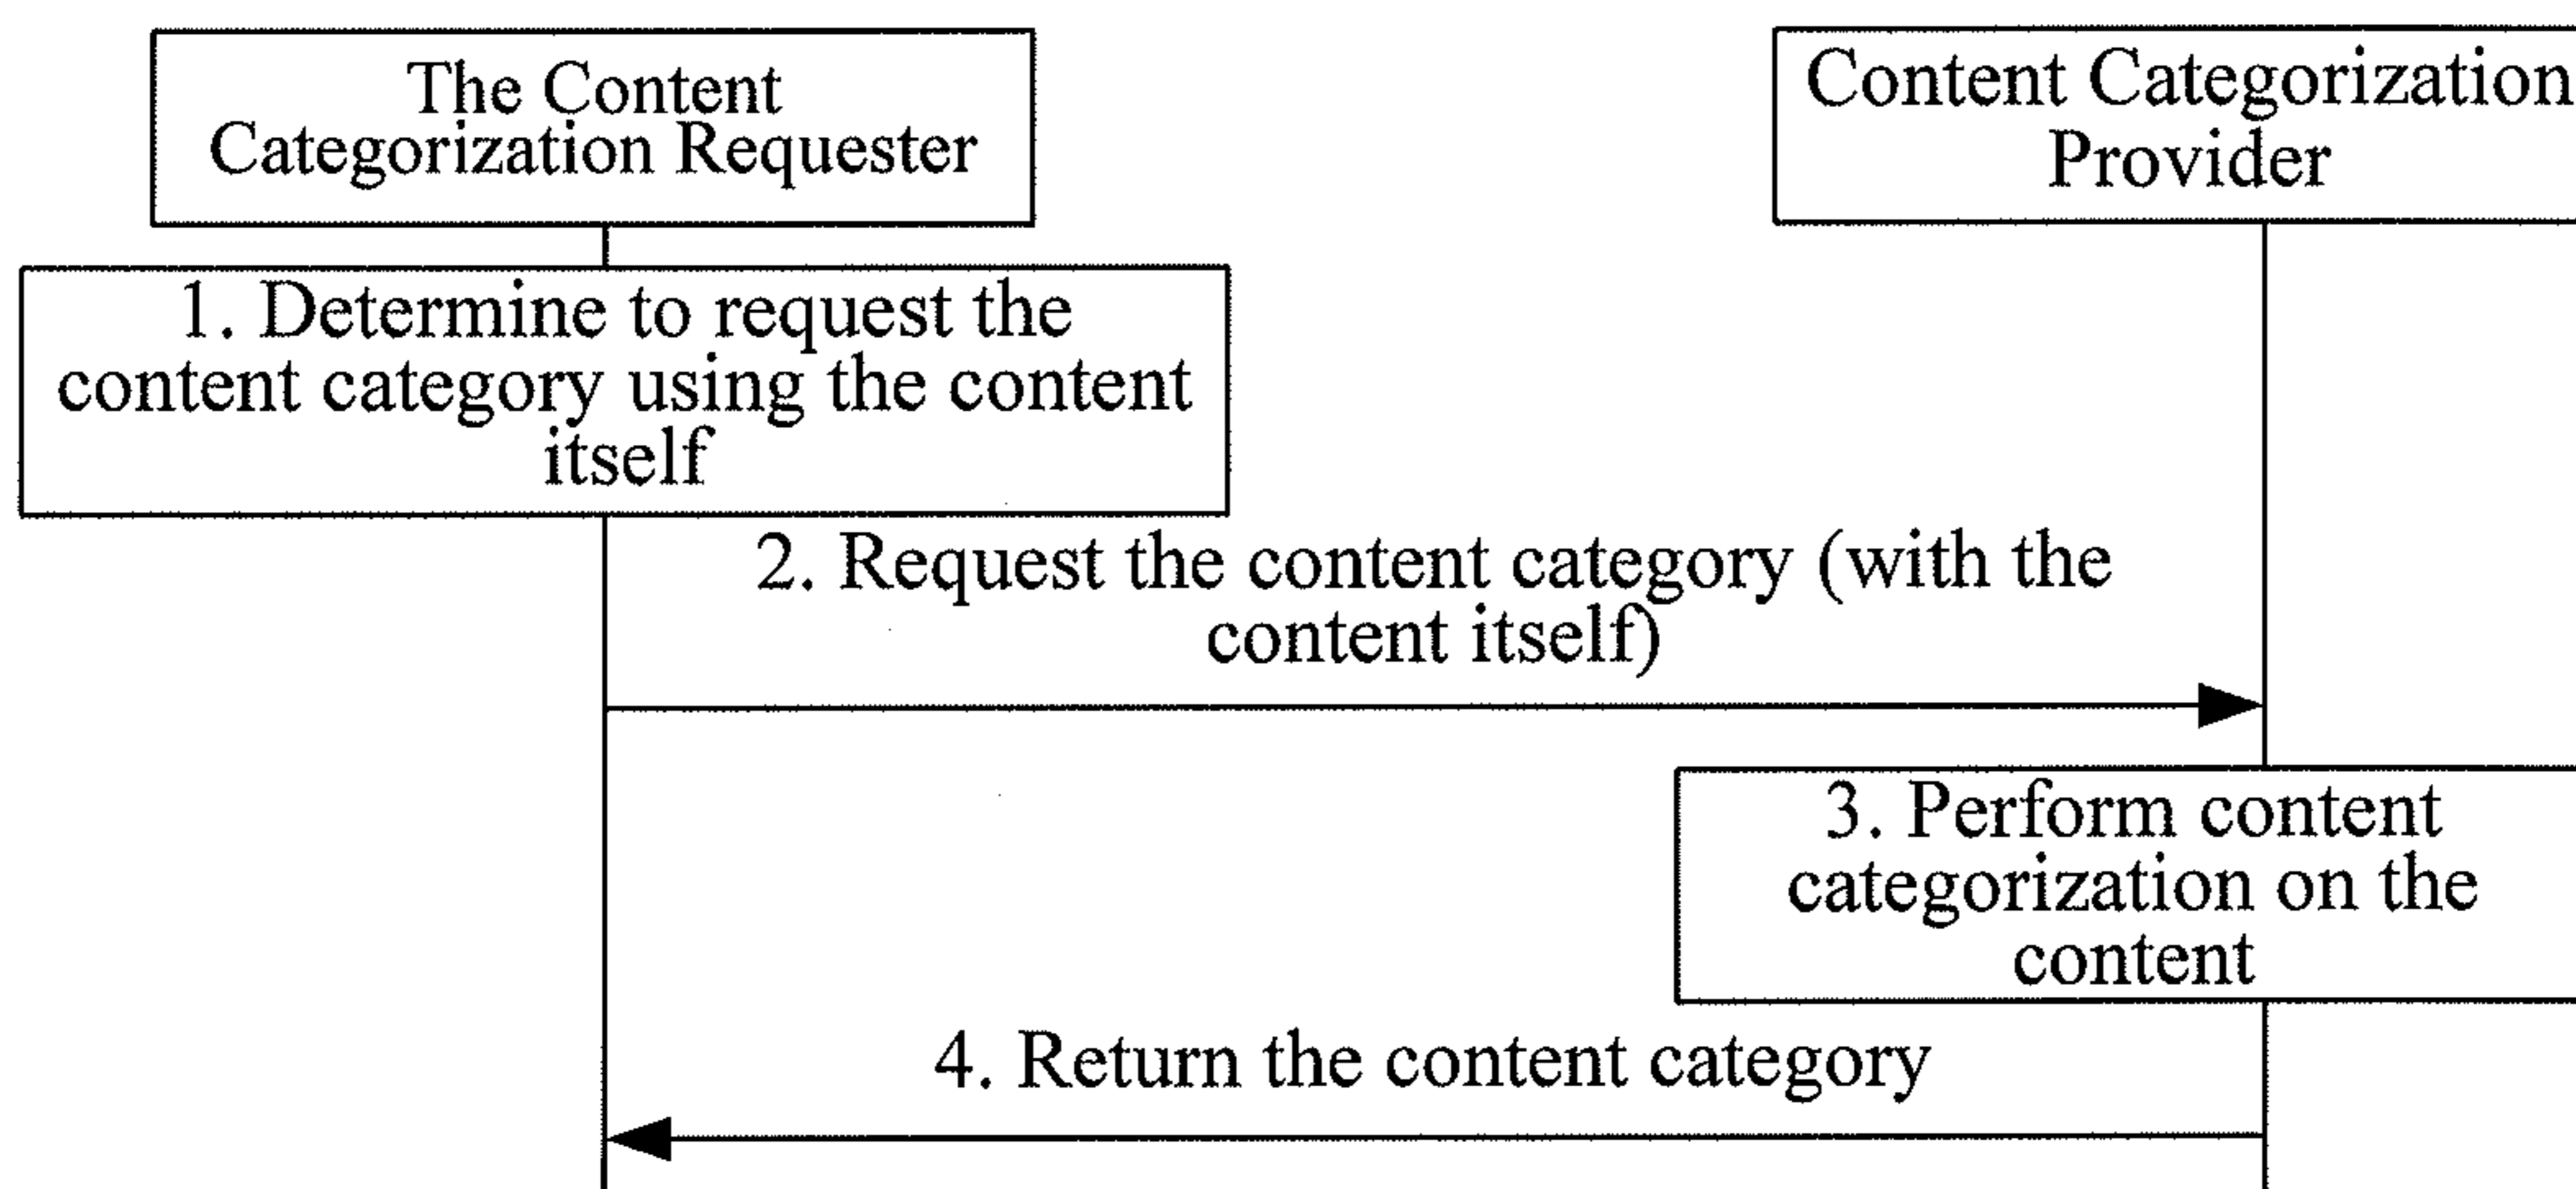 The Content
Categorization Requester
Content Categorization
Provider
1. Determine to request the
content category using the content
itself
2. Request the content category (with the
content itself)
3. Perform content
categorization on the
content
4. Return the content category